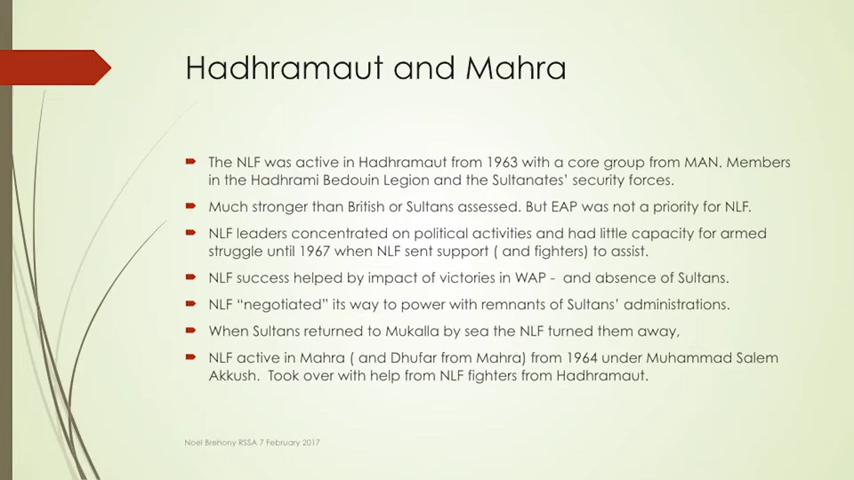 Hadhramaut and Mahra
The NLF was active in Hadhramaut from 1963 with a core group from MAN. Members
in the Hadhrami Bedouin Legion and the Sultanates' security forces.
Much stronger than British or Sultans assessed. But EAP was not a priority for NLF.
NLF leaders concentrated on political activities and had little capacity for armed
struggle until 1967 when NLF sent support ( and fighters) to assist.
NLF success helped by impact of victories in WAP - and absence of Sultans.
NLF “negotiated” its way to power with remnants of Sultans' administrations.
When Sultans returned to Mukalla by sea the NLF turned them away,
NLF active in Mahra ( and Dhufar from Mahra) from 1964 under Muhammad Salem
Akkush. Took over with help from NLF fighters from Hadhramaut.
Noel Brehony RSSA 7 February 2017